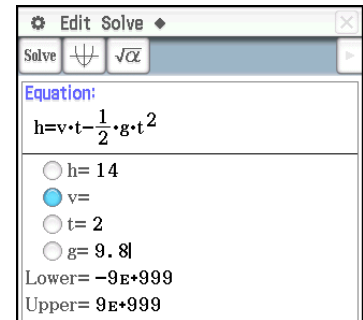 Edit Solve
Solve √α
Equation:
h=v·t-1/2·g·t²
h= 14
v=
t= 2
g= 9.8
Lower= -9E+999
Upper= 9E+999